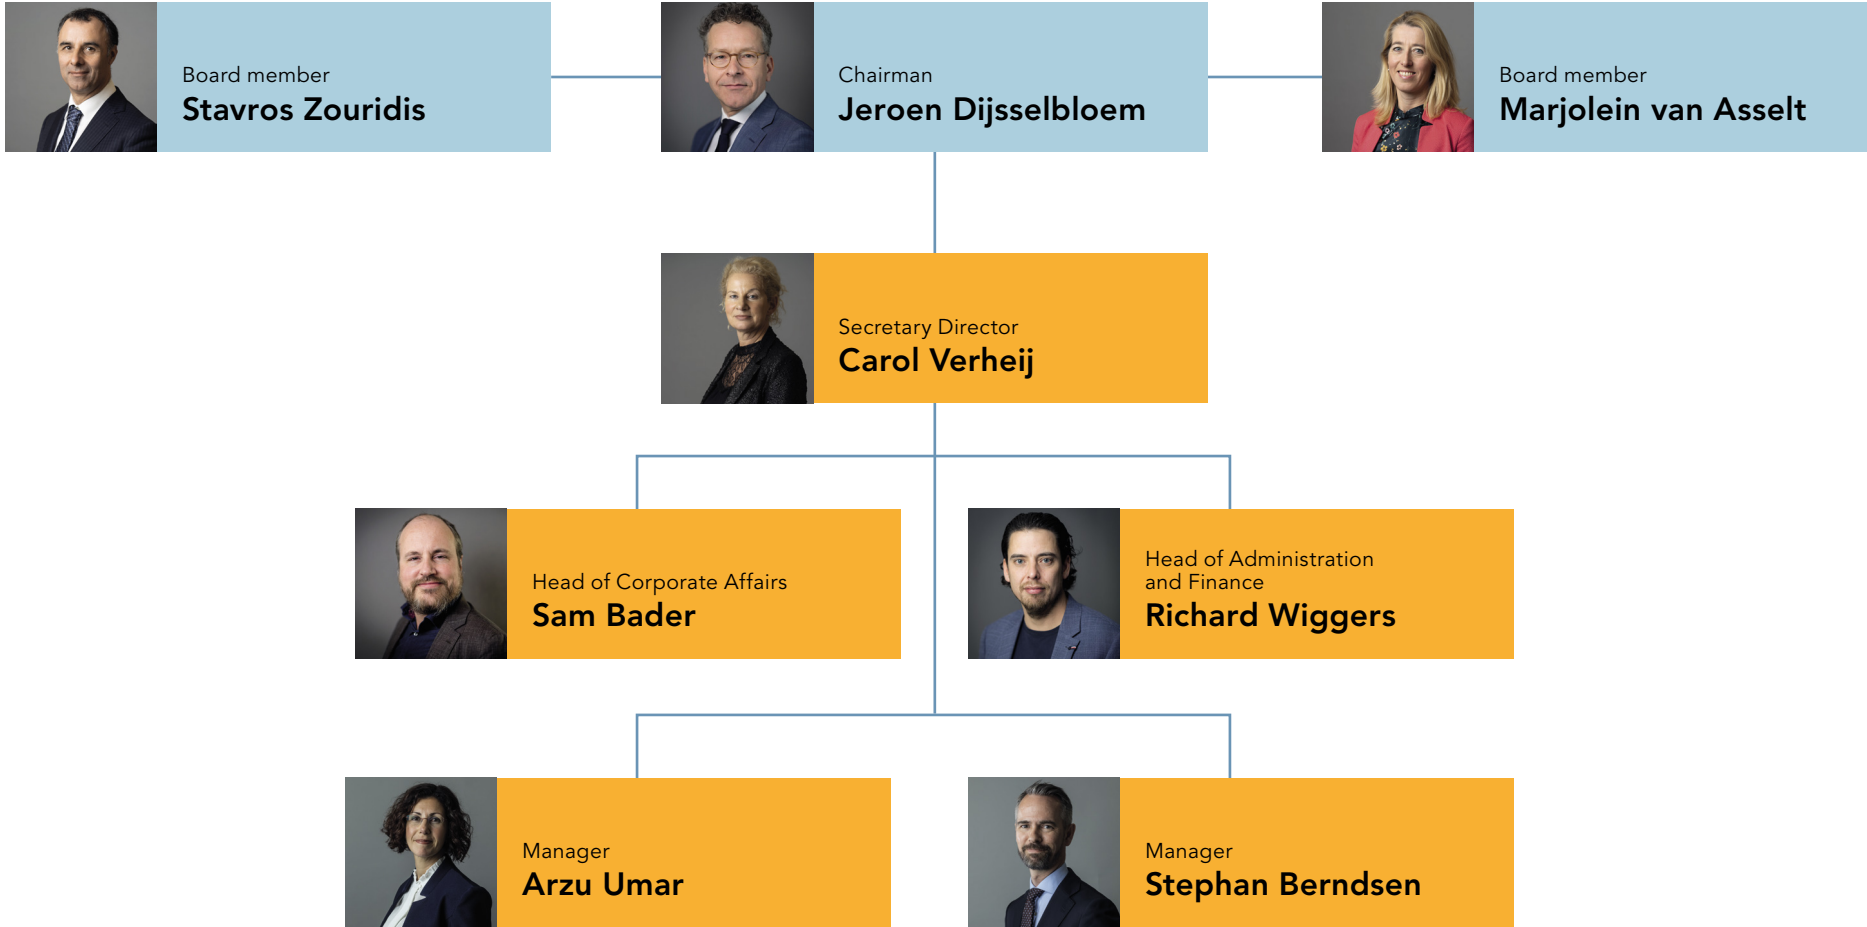 Board member
Stavros Zouridis
Chairman
Jeroen Dijsselbloem
Board member
Marjolein van Asselt
Secretary Director
Carol Verheij
Head of Corporate Affairs
Sam Bader
Head of Administration
and Finance
Richard Wiggers
Manager
Arzu Umar
Manager
Stephan Berndsen